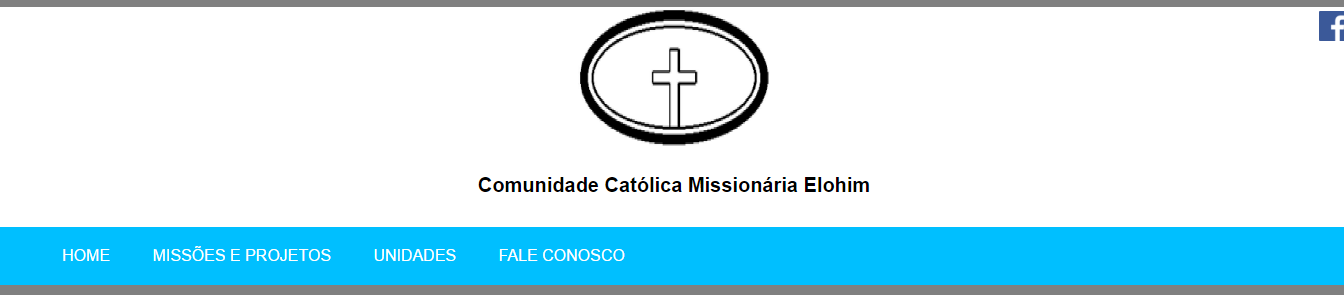 Comunidade Católica Missionária Elohim
HOME MISSÕES E PROJETOS UNIDADES FALE CONOSCO